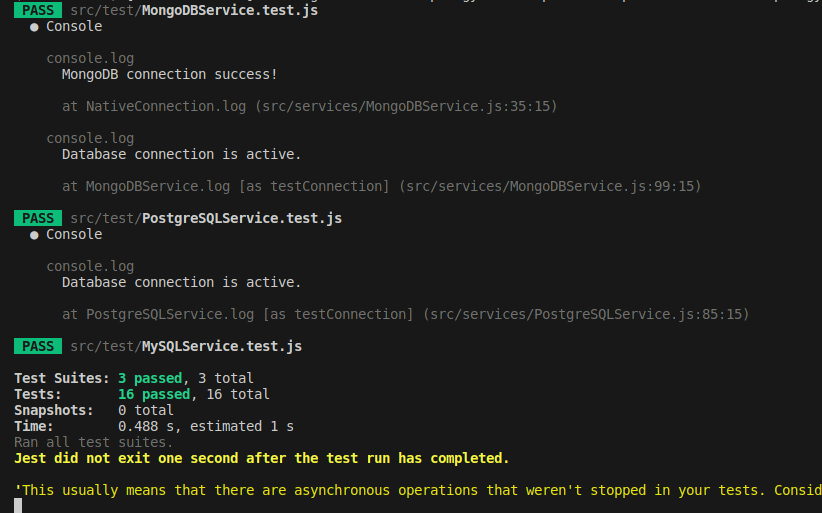 PASS src/test/MongoDBService.test.js
● Console
console.log
MongoDB connection success!
at NativeConnection.log (src/services/MongoDBService.js:35:15)
console.log
Database connection is active.
at MongoDBService.log [as testConnection] (src/services/MongoDBService.js:99:15)
PASS src/test/PostgreSQLService.test.js
● Console
console.log
Database connection is active.
at PostgreSQLService.log [as testConnection] (src/services/PostgreSQLService.js:85:15)
PASS src/test/MySQLService.test.js
Test Suites: 3 passed, 3 total
Tests: 16 passed, 16 total
Snapshots: 0 total
Time: 0.488 s, estimated 1 s
Ran all test suites.
Jest did not exit one second after the test run has completed.
'This usually means that there are asynchronous operations that weren't stopped in your tests. Consid